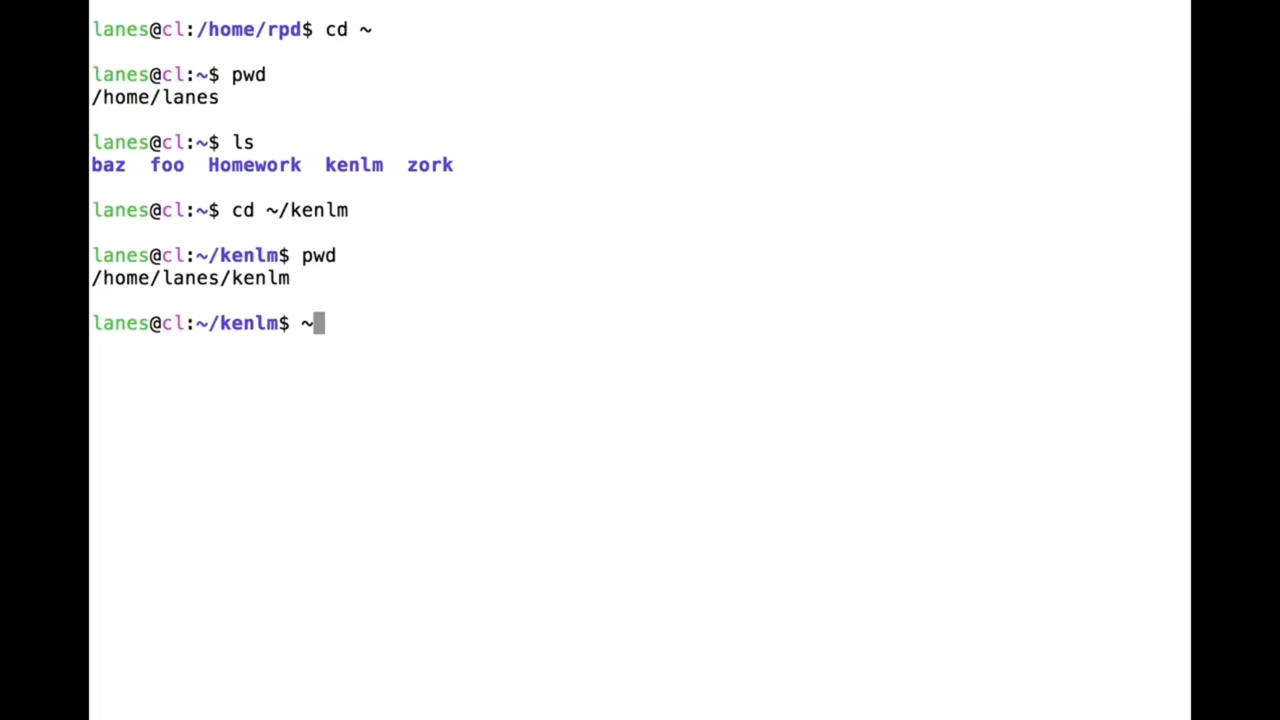 lanes@cl:/home/rpd$ cd ~
lanes@cl:~$ pwd
/home/lanes
lanes@cl:~$ ls
baz  foo  Homework  kenlm  zork
lanes@cl:~$ cd ~/kenlm
lanes@cl:~/kenlm$ pwd
/home/lanes/kenlm
lanes@cl:~/kenlm$ ~